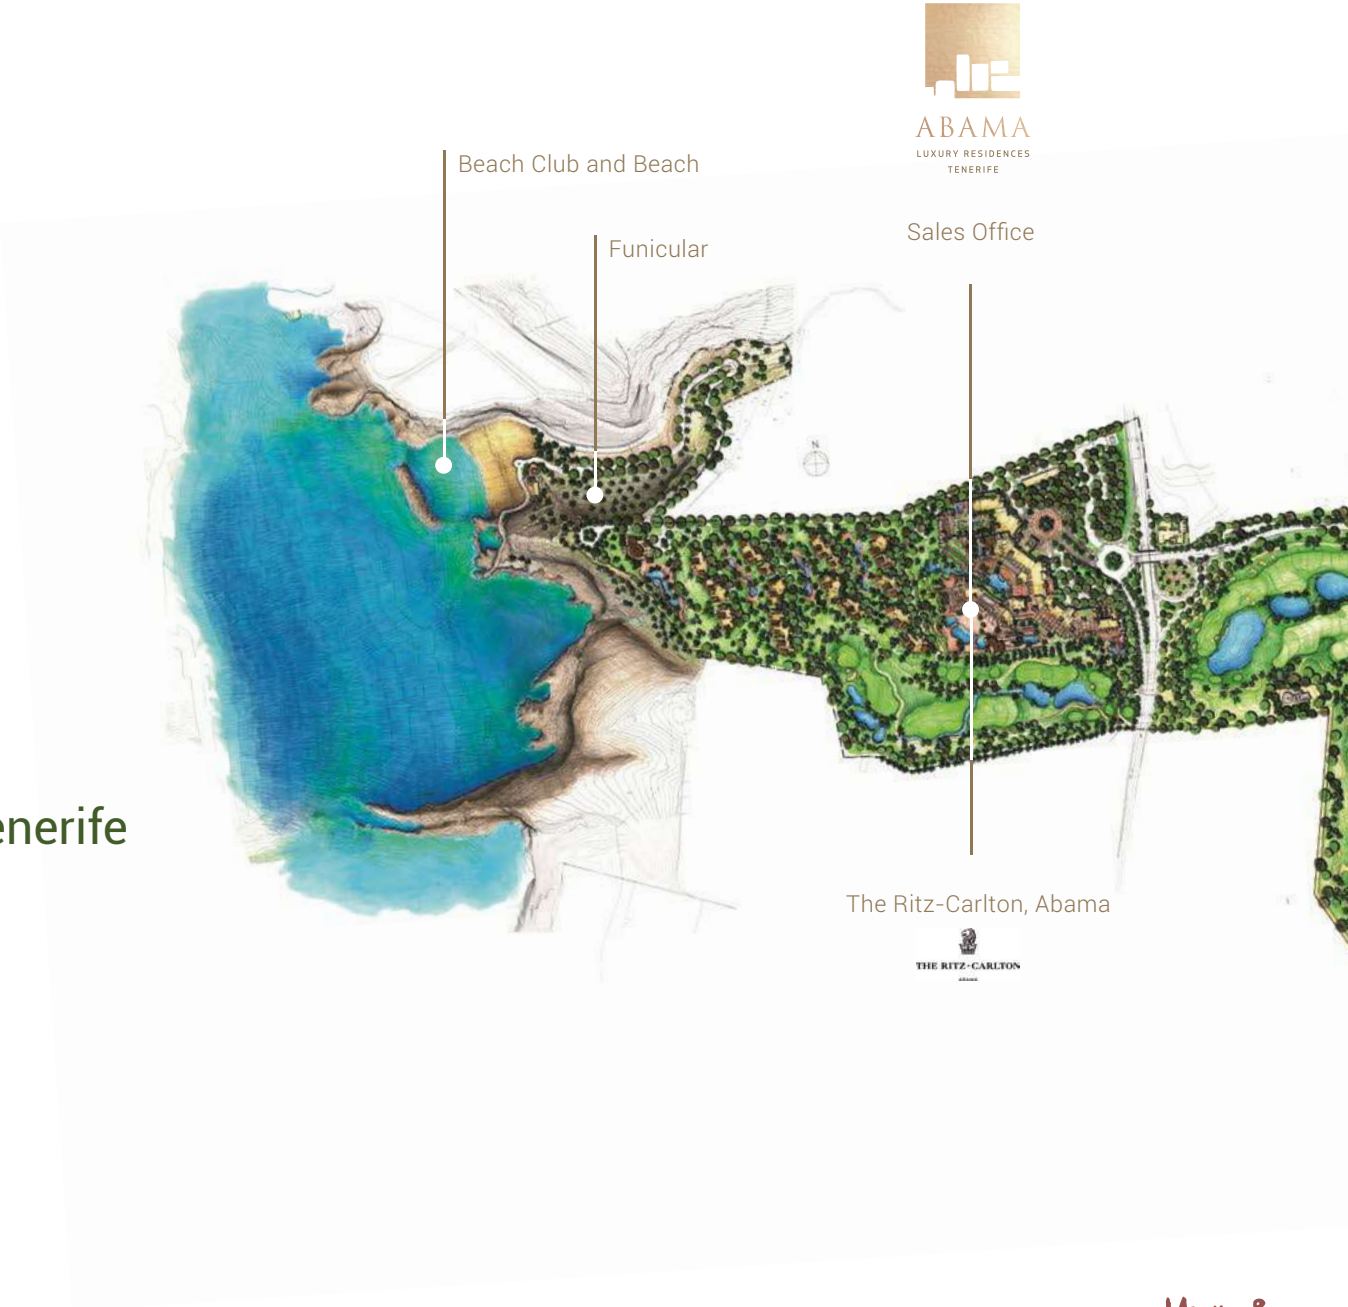 ABAMA
LUXURY RESIDENCES
TENERIFE
Beach Club and Beach
Sales Office
Funicular
N
enerife
The Ritz-Carlton, Abama
THE RITZ-CARLTON
ABAMA